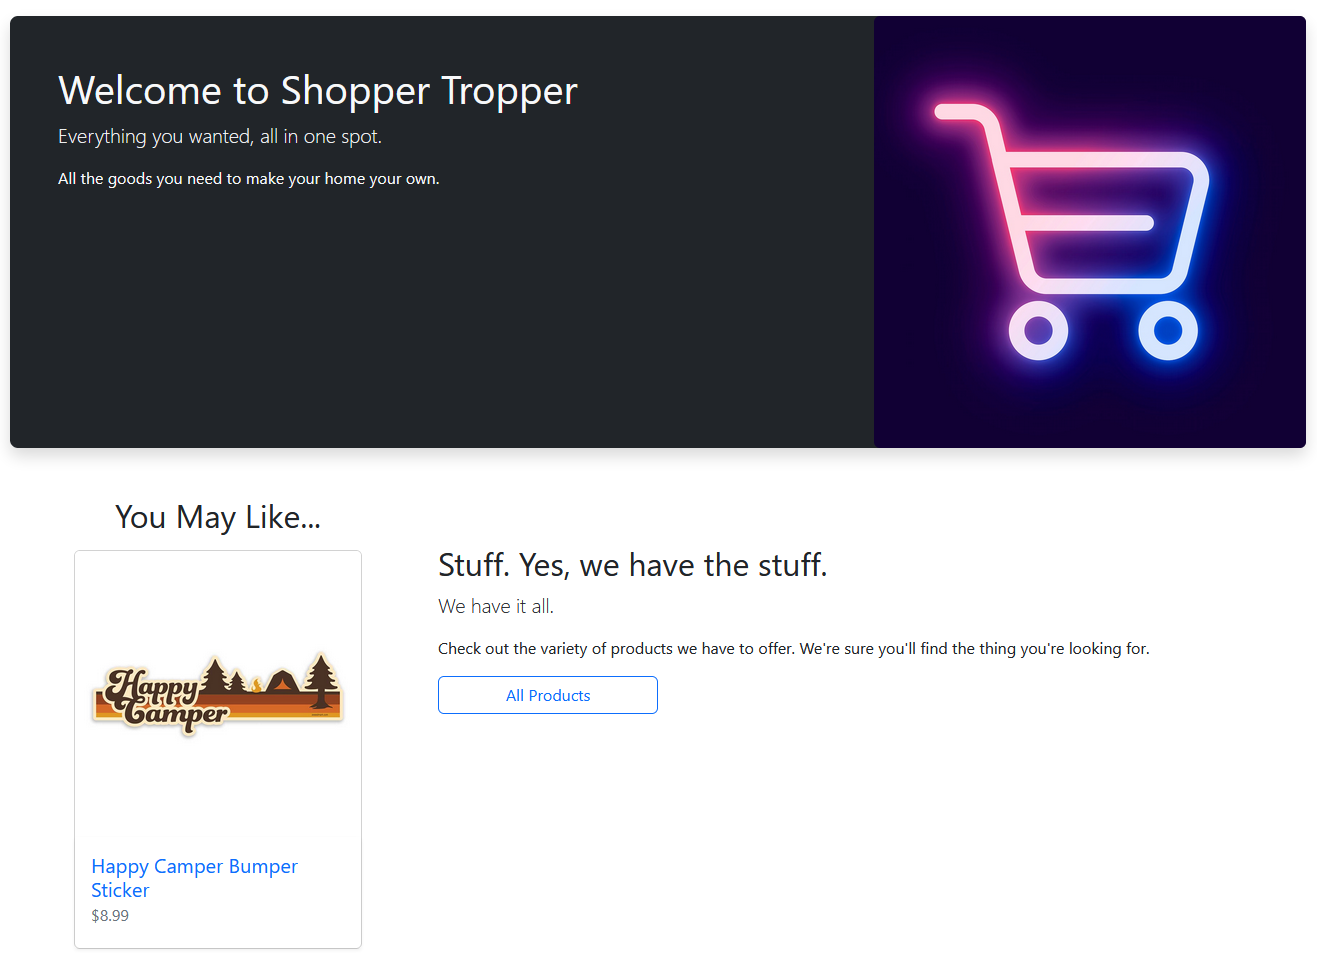 Welcome to Shopper Tropper
Everything you wanted, all in one spot.
All the goods you need to make your home your own.
You May Like...
Happy
Camper
Happy Camper Bumper
Sticker
$8.99
Stuff. Yes, we have the stuff.
We have it all.
Check out the variety of products we have to offer. We're sure you'll find the thing you're looking for.
All Products